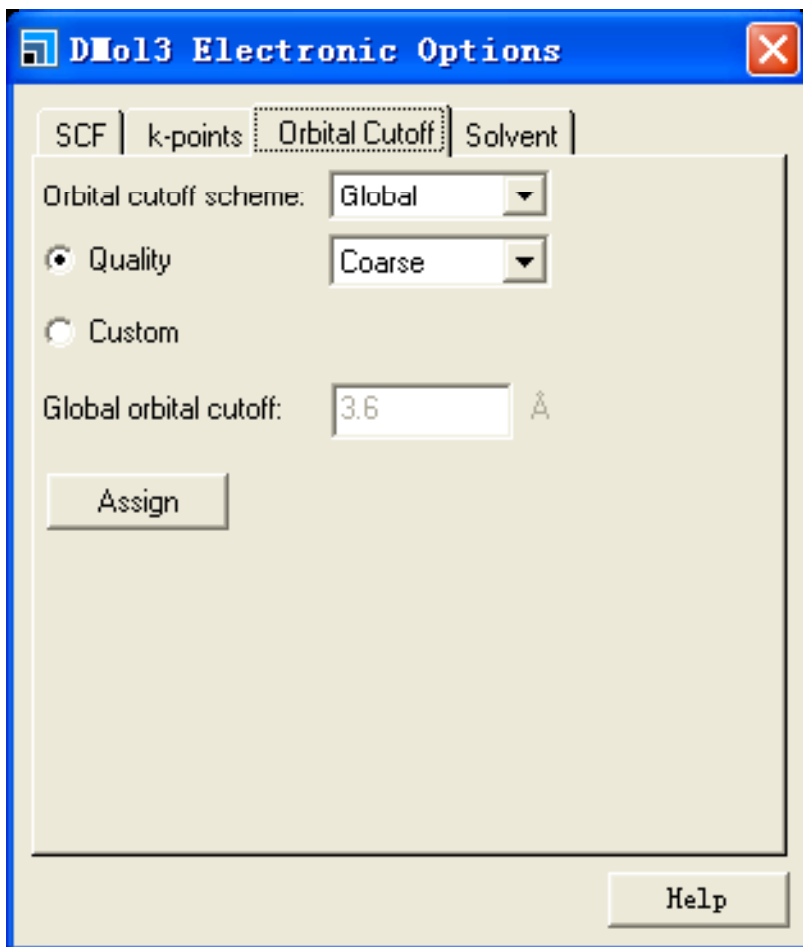 DMol3 Electronic Options
SCF k-points Orbital Cutoff Solvent
Orbital cutoff scheme: Global
Quality Coarse
Custom
Global orbital cutoff: 3.6 Å
Assign
Help